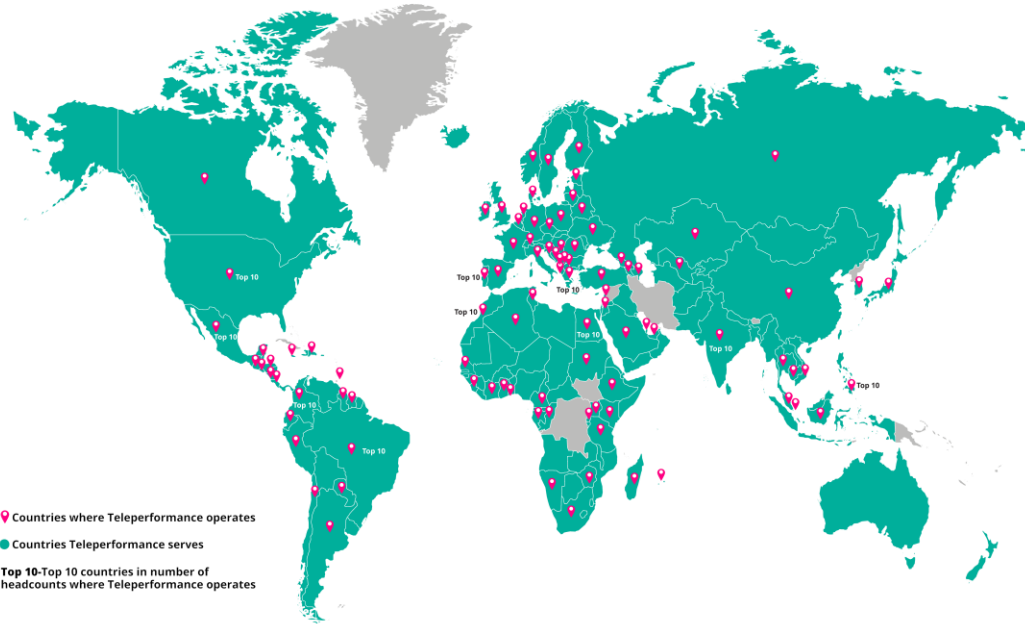 Top 10
Top 10
Top 10
Top 10
Top 10
Top 10
Top 10
Top 10
Top 10
Top 10
Countries where Teleperformance operates
Countries Teleperformance serves
Top 10-Top 10 countries in number of
headcounts where Teleperformance operates